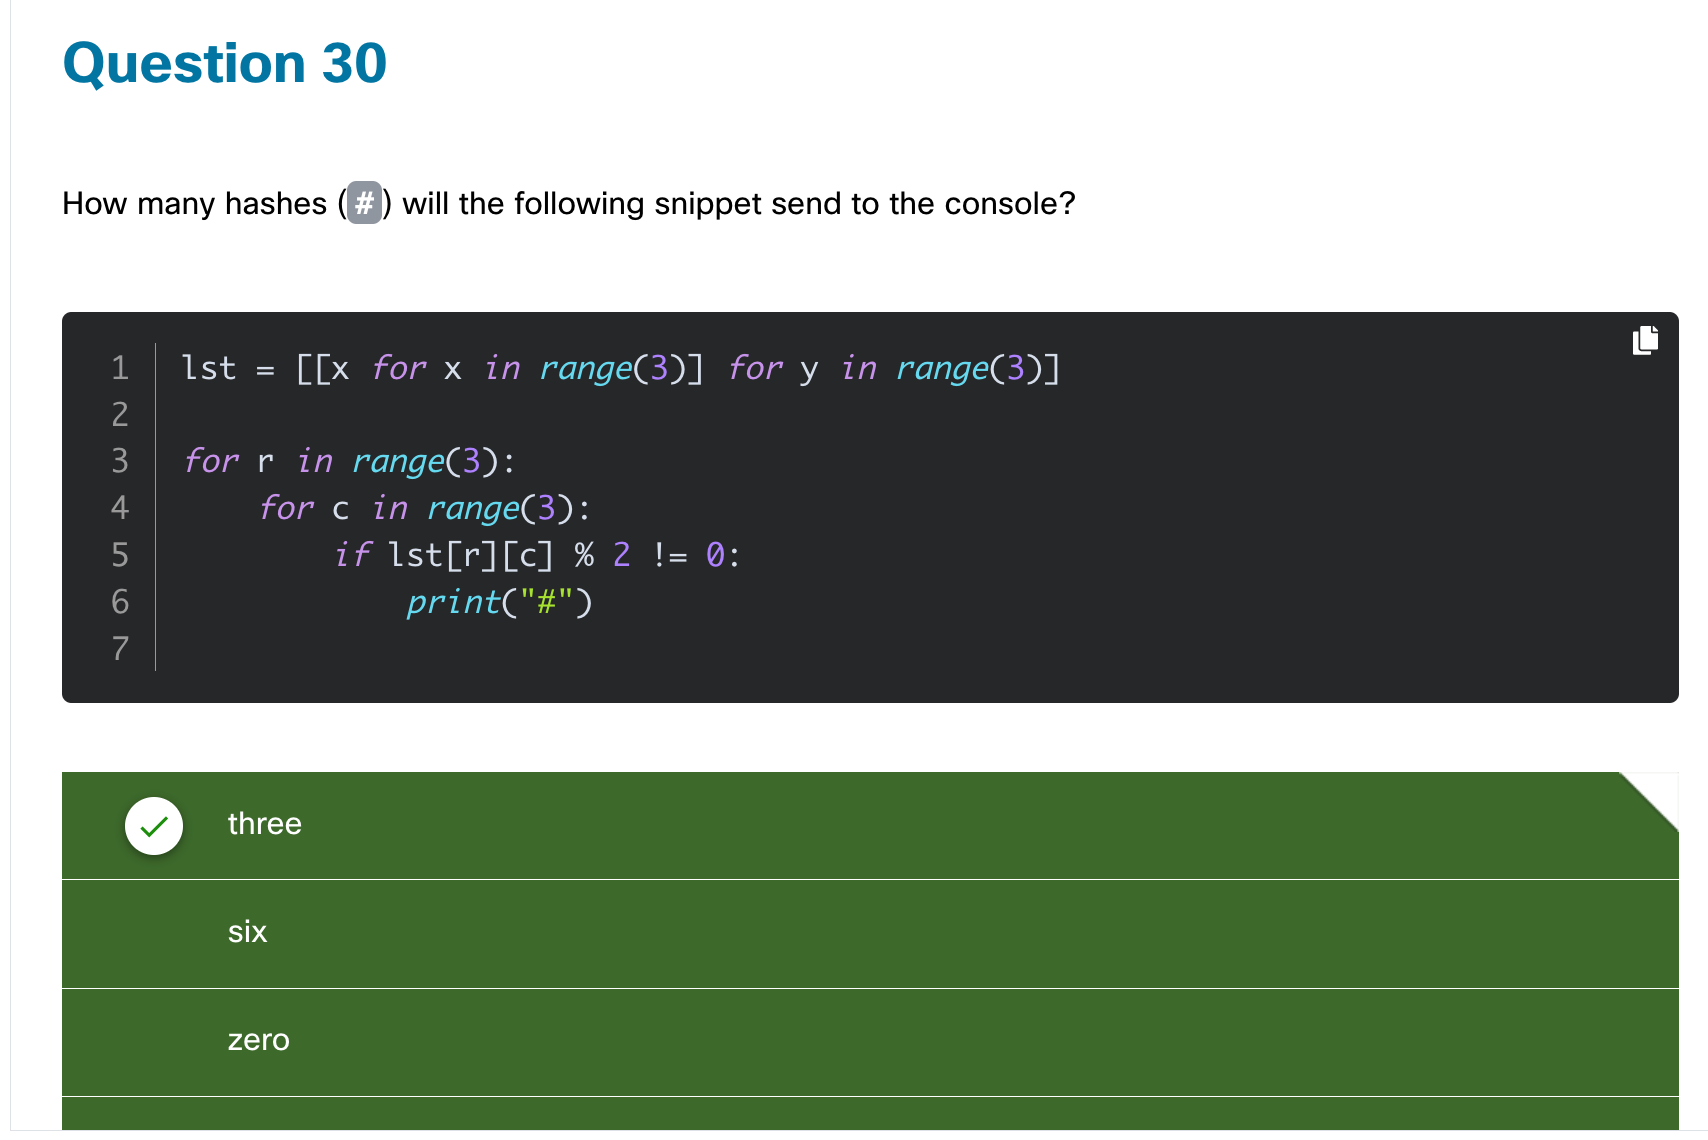 Question 30
How many hashes (#) will the following snippet send to the console?
1 lst = [[x for x in range(3)] for y in range(3)]
2
3 for r in range(3):
4     for c in range(3):
5         if lst[r][c] % 2 != 0:
6             print("#")
7
three
six
zero